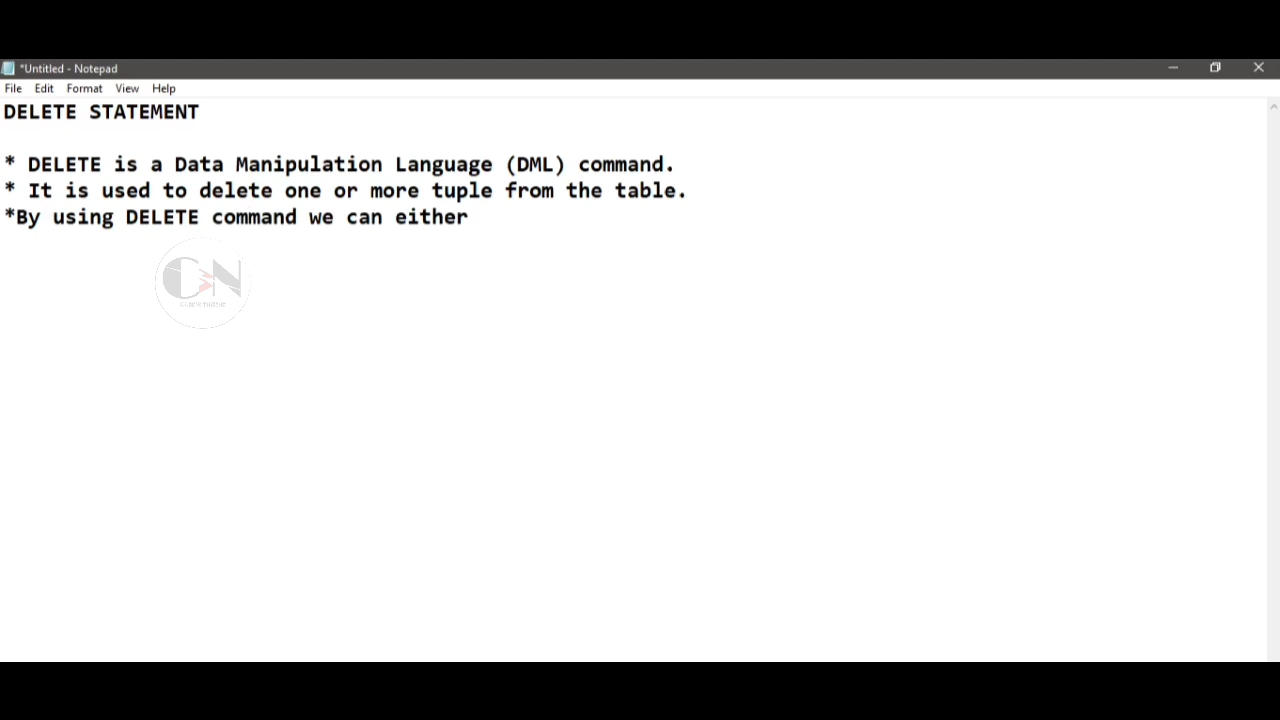 *Untitled - Notepad
File Edit Format View Help
DELETE STATEMENT
* DELETE is a Data Manipulation Language (DML) command.
* It is used to delete one or more tuple from the table.
*By using DELETE command we can either
CN